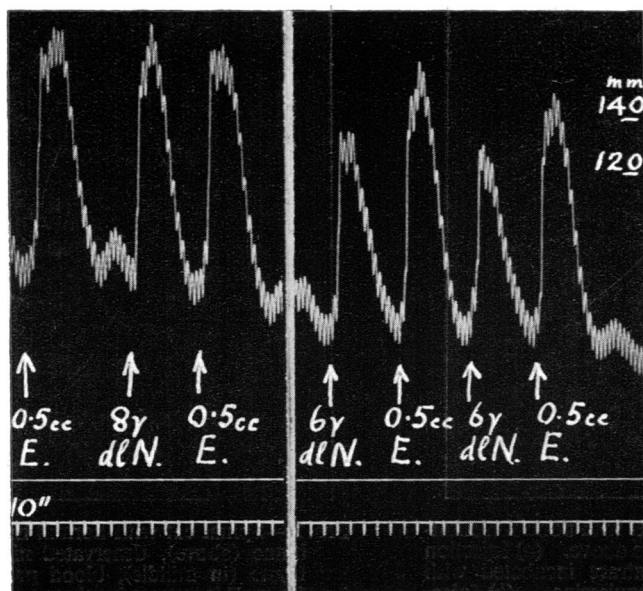 mm
140
120
0·5cc 8γ 0·5cc 6γ 0·5cc 6γ 0·5cc
E. dlN. E. dlN. E. dlN. E.
10"